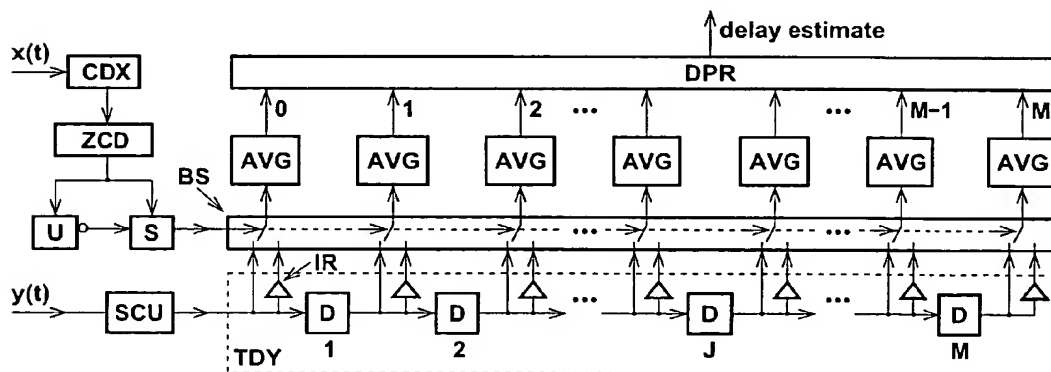 delay estimate
x(t)
CDX
DPR
0 1 2 ... ... M-1 M
ZCD
AVG AVG AVG AVG AVG AVG AVG
BS
U S
... ...
IR
y(t)
SCU
D D ... D ... D
1 2 J M
TDY